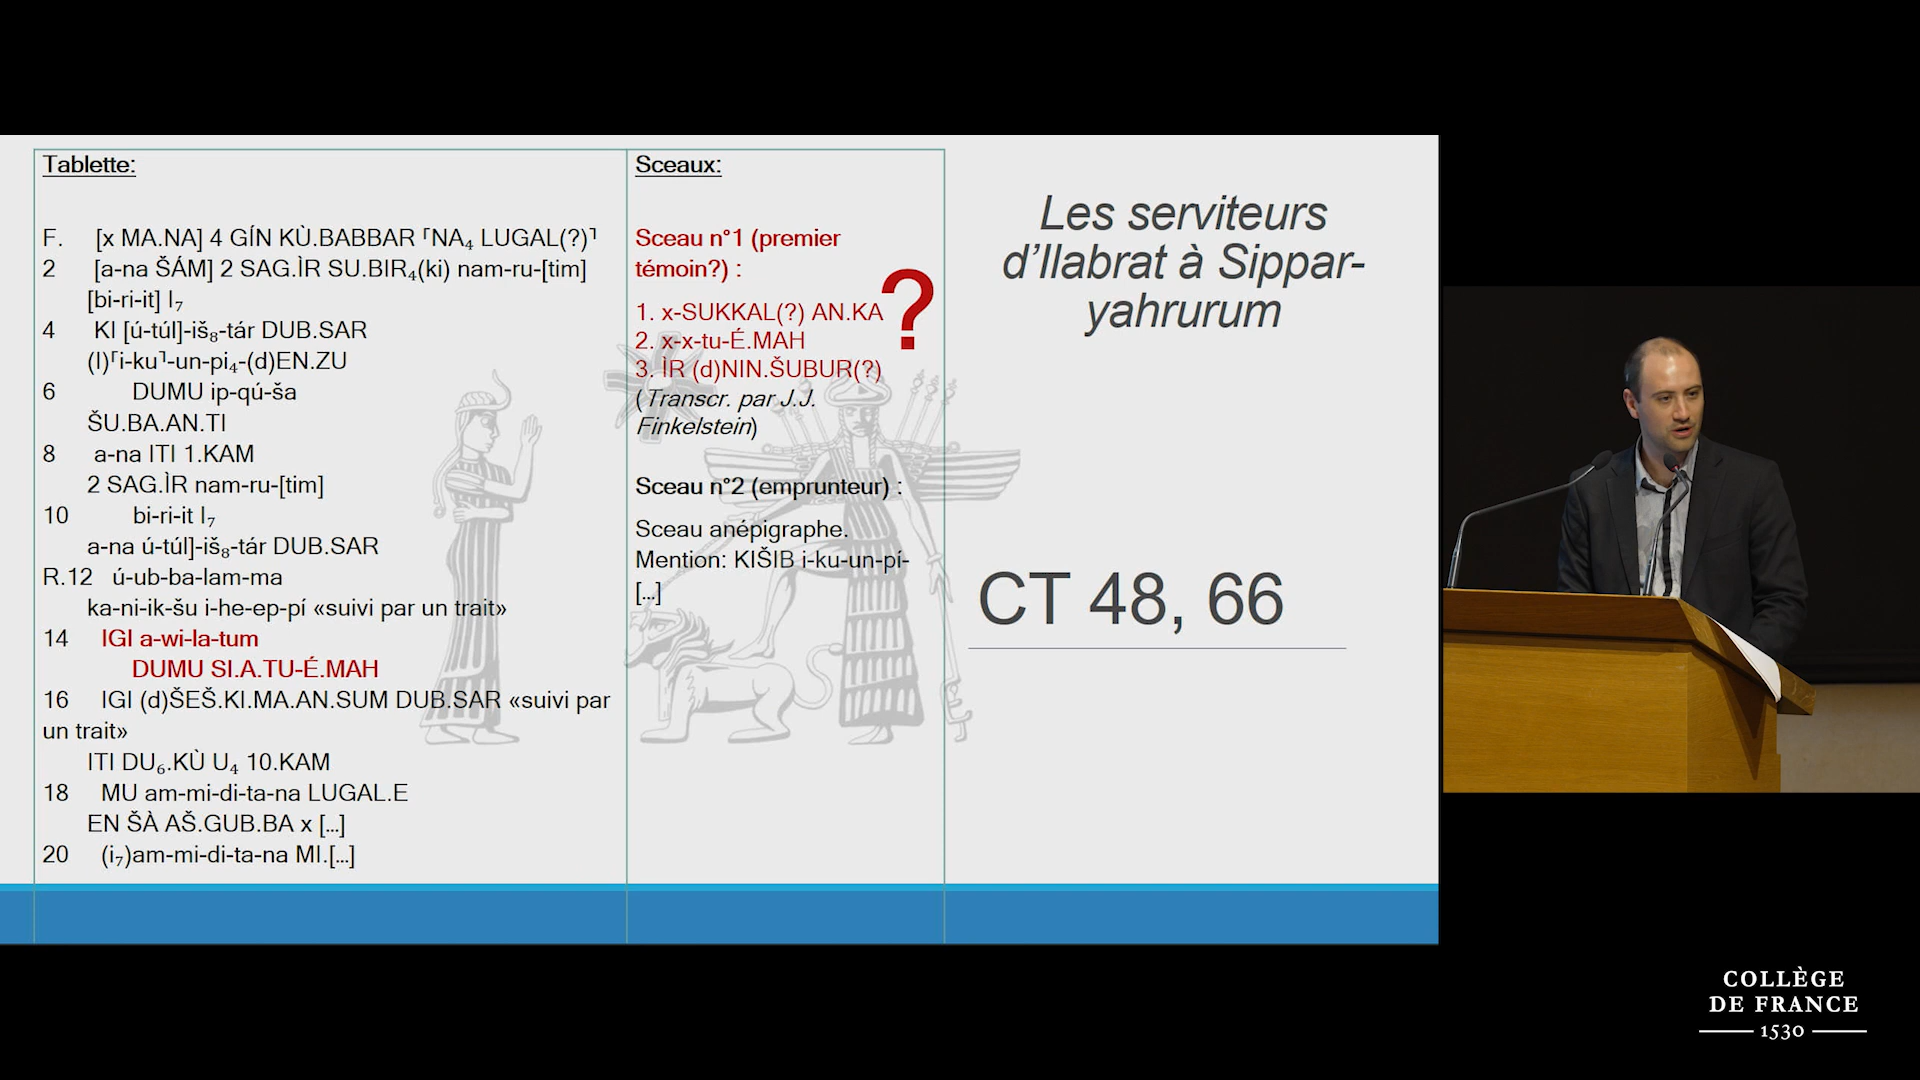 Tablette:
F. [x MA.NA] 4 GÍN KÙ.BABBAR ⸢NA₄ LUGAL(?)⸣
2 [a-na ŠÁM] 2 SAG.ÌR SU.BIR₄(ki) nam-ru-[tim]
[bi-ri-it] I₇
4 KI [ú-túl]-iš₈-tár DUB.SAR
(I)⸢i-ku⸣-un-pi₄-(d)EN.ZU
6 DUMU ip-qú-ša
ŠU.BA.AN.TI
8 a-na ITI 1.KAM
2 SAG.ÌR nam-ru-[tim]
10 bi-ri-it I₇
a-na ú-túl]-iš₈-tár DUB.SAR
R.12 ú-ub-ba-lam-ma
ka-ni-ik-šu i-he-ep-pí «suivi par un trait»
14 IGI a-wi-la-tum
DUMU SI.A.TU-É.MAH
16 IGI (d)ŠEŠ.KI.MA.AN.SUM DUB.SAR «suivi par
un trait»
ITI DU₆.KÙ U₄ 10.KAM
18 MU am-mi-di-ta-na LUGAL.E
EN ŠÀ AŠ.GUB.BA x [...]
20 (i₇)am-mi-di-ta-na MI.[...]
Sceaux:
Sceau n°1 (premier
témoin?) :
1. x-SUKKAL(?) AN.KA
2. x-x-tu-É.MAH
3. ÌR (d)NIN.ŠUBUR(?)
?
(Transcr. par J.J.
Finkelstein)
Sceau n°2 (emprunteur) :
Sceau anépigraphe.
Mention: KIŠIB i-ku-un-pí-
[...]
Les serviteurs
d'Ilabrat à Sippar-
yahrurum
CT 48, 66
COLLÈGE
DE FRANCE
1530